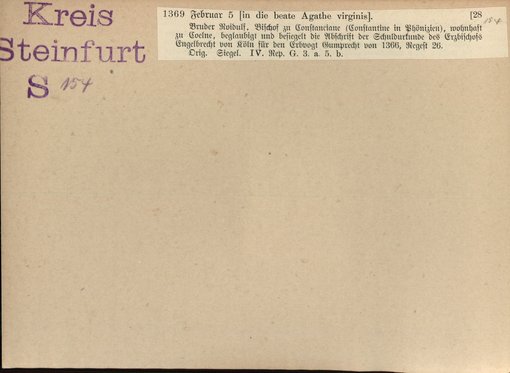 Kreis
Steinfurt
S 154
1369 Februar 5 [in die beate Agathe virginis]. [28
154
Bruder Roidulf, Bischof zu Constanciane (Constantine in Phönizien), wohnhaft
zu Coelne, beglaubigt und besiegelt die Abschrift der Schuldurkunde des Erzbischofs
Engelbrecht von Köln für den Erbvogt Gumprecht von 1366, Regest 26.
Orig. Siegel. IV. Rep. G. 3. a. 5. b.